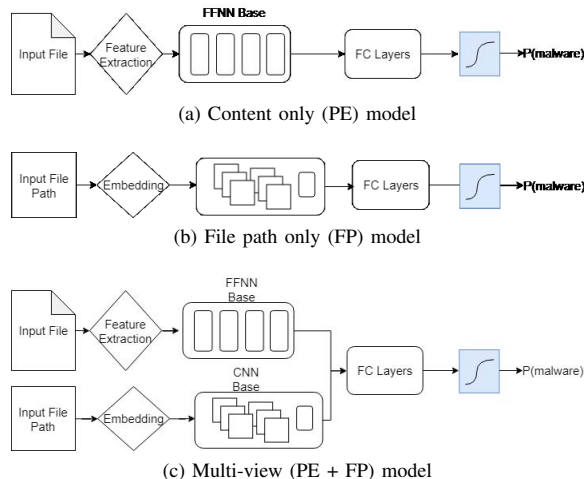 FFNN Base
Input File
Feature
Extraction
FC Layers
P(malware)
(a) Content only (PE) model
Input File
Path
Embedding
FC Layers
P(malware)
(b) File path only (FP) model
FFNN
Base
Input File
Feature
Extraction
CNN
Base
FC Layers
P(malware)
Input File
Path
Embedding
(c) Multi-view (PE + FP) model